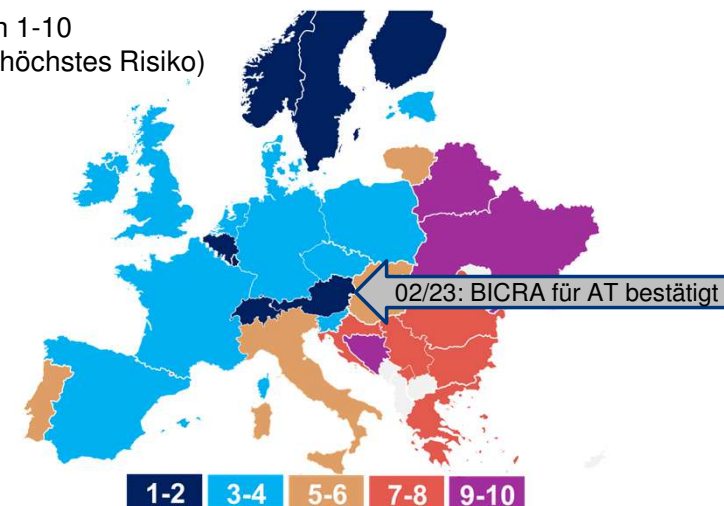 1-10
höchstes Risiko)
02/23: BICRA für AT bestätigt
1-2 3-4 5-6 7-8 9-10